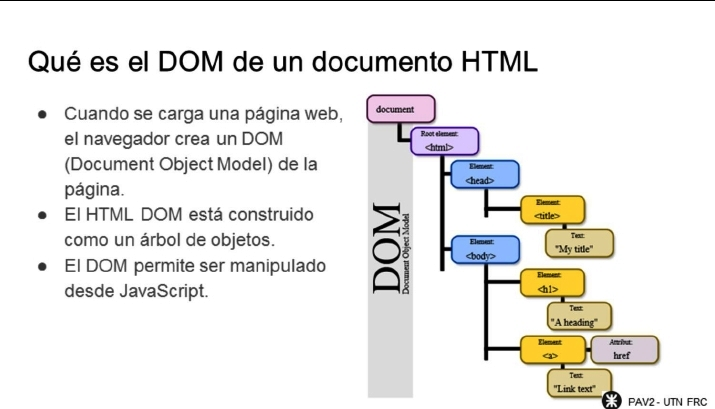 Qué es el DOM de un documento HTML
Cuando se carga una página web,
el navegador crea un DOM
(Document Object Model) de la
página.
El HTML DOM está construido
como un árbol de objetos.
El DOM permite ser manipulado
desde JavaScript.
DOM
Document Object Model
document
Root element:
<html>
Element:
<head>
Element:
<title>
Text:
"My title"
Element:
<body>
Element:
<h1>
Text:
"A heading"
Element:
<a>
Attribut:
href
Text:
"Link text"
PAV2 - UTN FRC